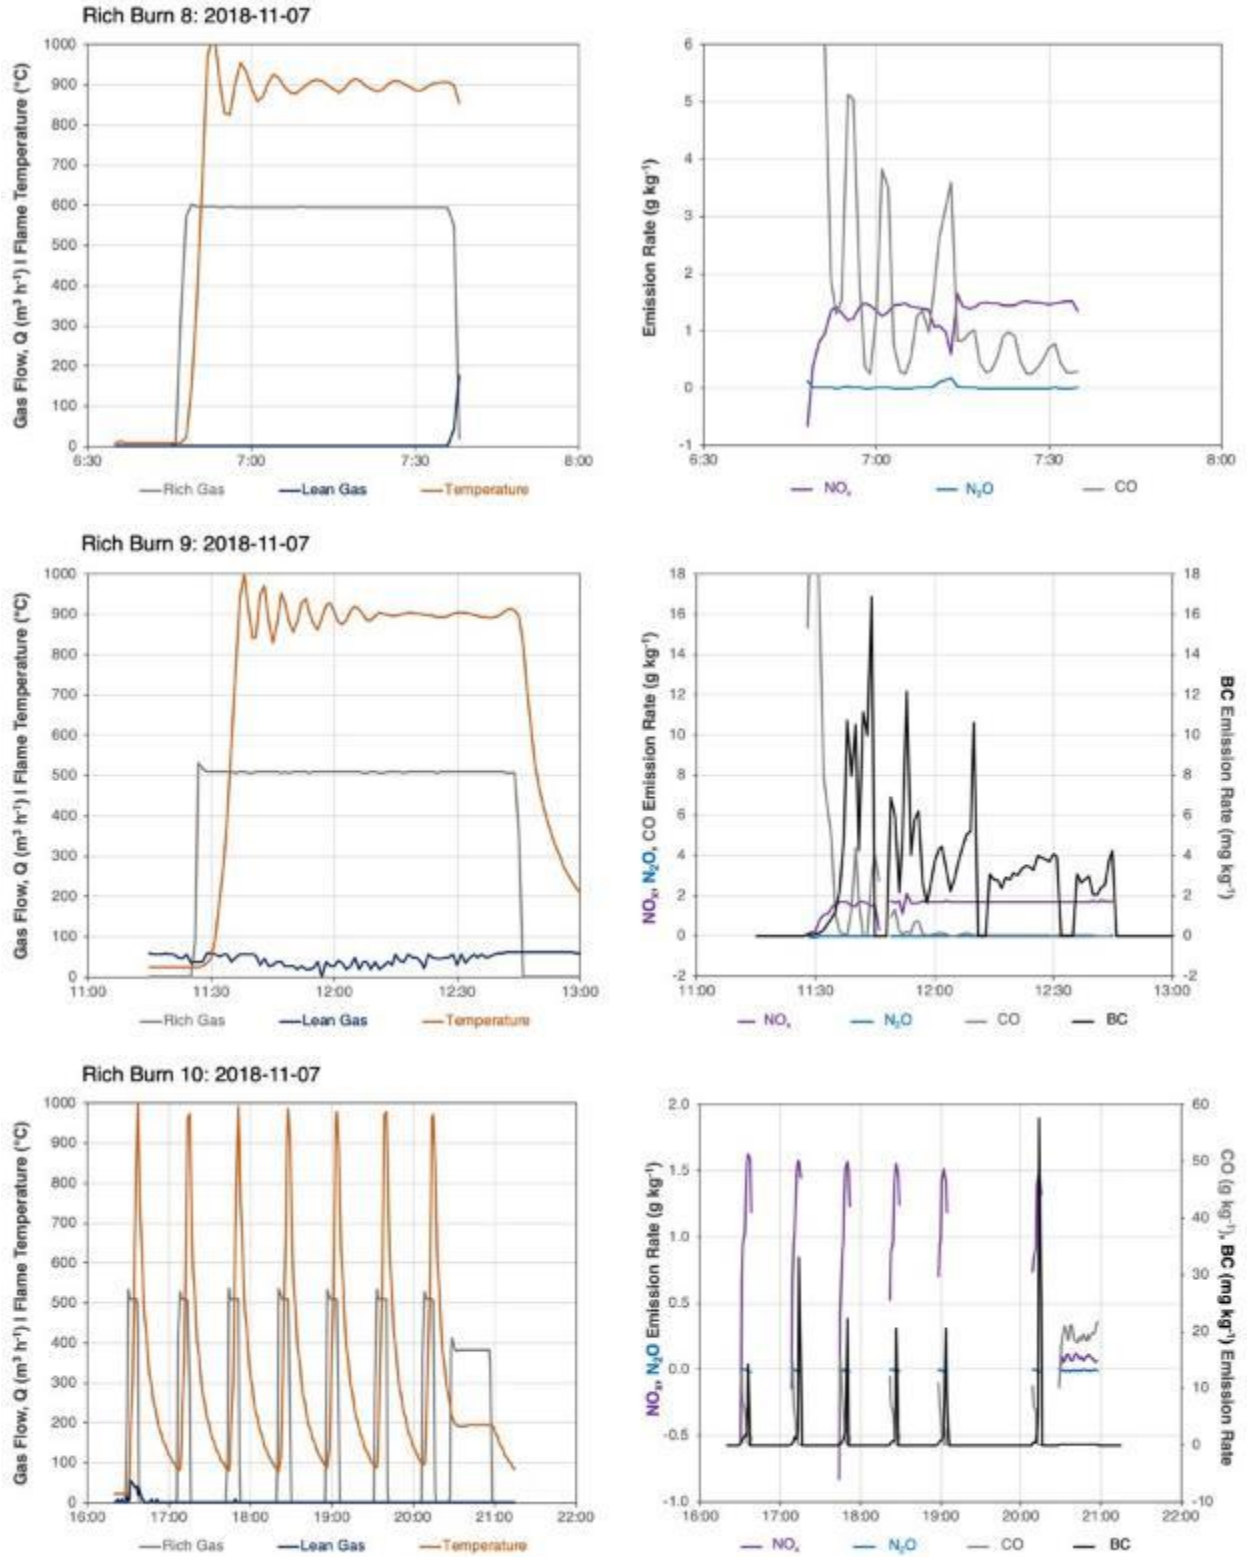 Rich Burn 8: 2018-11-07
Gas Flow, Q (m³ h⁻¹) | Flame Temperature (°C)
1000
900
800
700
600
500
400
300
200
100
0
6:30 7:00 7:30 8:00
Rich Gas Lean Gas Temperature
Emission Rate (g kg⁻¹)
6
5
4
3
2
1
0
-1
6:30 7:00 7:30 8:00
NOₓ N₂O CO
Rich Burn 9: 2018-11-07
Gas Flow, Q (m³ h⁻¹) | Flame Temperature (°C)
1000
900
800
700
600
500
400
300
200
100
0
11:00 11:30 12:00 12:30 13:00
Rich Gas Lean Gas Temperature
NOₓ, N₂O, CO Emission Rate (g kg⁻¹)
18 18
16 16
14 14
12 12
10 10
8 8
6 6
4 4
2 2
0 0
-2 -2
BC Emission Rate (mg kg⁻¹)
11:00 11:30 12:00 12:30 13:00
NOₓ N₂O CO BC
Rich Burn 10: 2018-11-07
Gas Flow, Q (m³ h⁻¹) | Flame Temperature (°C)
1000
900
800
700
600
500
400
300
200
100
0
16:00 17:00 18:00 19:00 20:00 21:00 22:00
Rich Gas Lean Gas Temperature
NOₓ, N₂O Emission Rate (g kg⁻¹)
2.0
1.5
1.0
0.5
0.0
-0.5
-1.0
60
50
40
30
20
10
0
-10
CO (g kg⁻¹), BC (mg kg⁻¹) Emission Rate
16:00 17:00 18:00 19:00 20:00 21:00 22:00
NOₓ N₂O CO BC